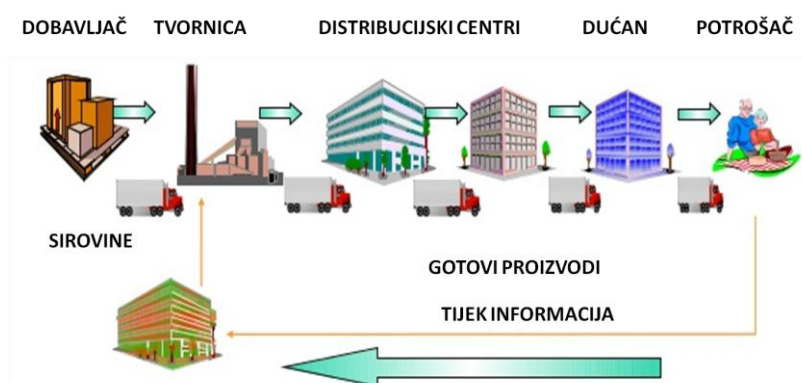 DOBAVLJAČ TVORNICA DISTRIBUCIJSKI CENTRI DUĆAN POTROŠAČ
SIROVINE
GOTOVI PROIZVODI
TIJEK INFORMACIJA